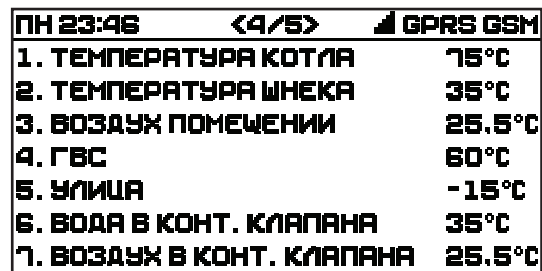 ПН 23:46 <4/5> GPRS GSM
1. ТЕМПЕРАТУРА КОТЛА 75°C
2. ТЕМПЕРАТУРА ШНЕКА 35°C
3. ВОЗДУХ ПОМЕЩЕНИИ 25.5°C
4. ГВС 60°C
5. УЛИЦА -15°C
6. ВОДА В КОНТ. КЛАПАНА 35°C
7. ВОЗДУХ В КОНТ. КЛАПАНА 25.5°C